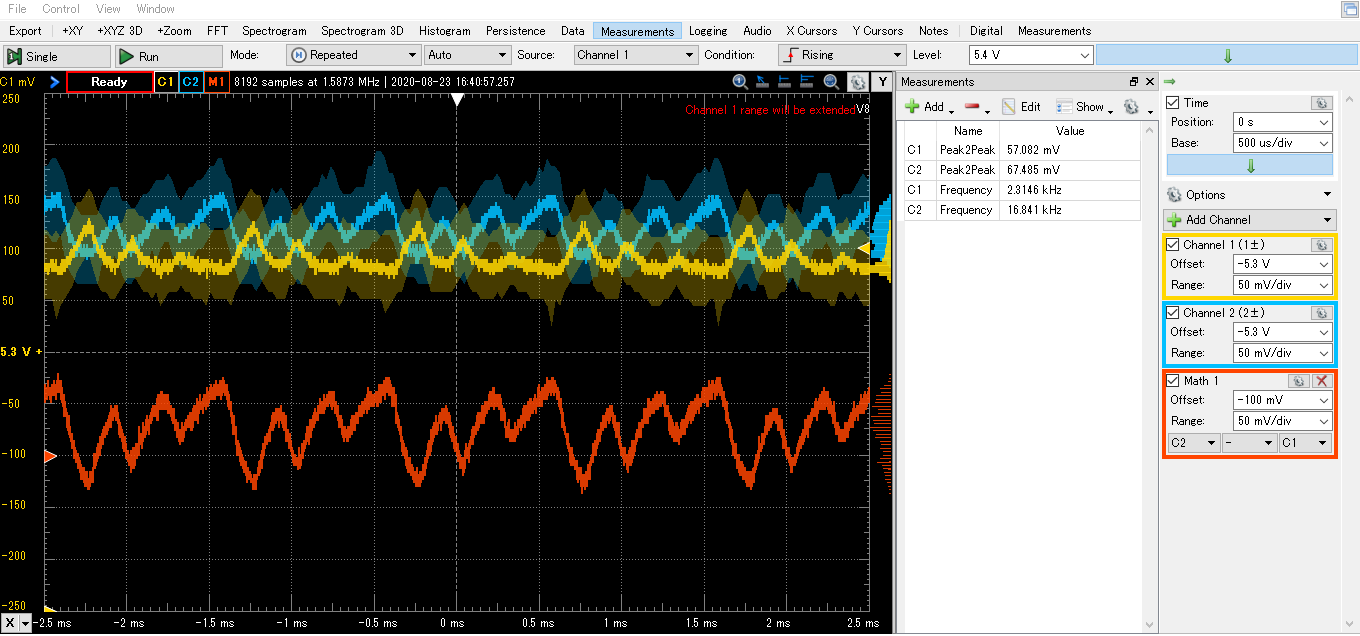 File Control View Window
Export +XY +XYZ 3D +Zoom FFT Spectrogram Spectrogram 3D Histogram Persistence Data Measurements Logging Audio X Cursors Y Cursors Notes Digital Measurements
Single Run Mode: Repeated Auto Source: Channel 1 Condition: Rising Level: 5.4 V
C1 mV Ready C1 C2 M1 8192 samples at 1.5873 MHz | 2020-08-23 16:40:57.257 Y
Channel 1 range will be extended
250
200
150
100
50
5.3 V +
-50
-100
-150
-200
-250
X -2.5 ms -2 ms -1.5 ms -1 ms -0.5 ms 0 ms 0.5 ms 1 ms 1.5 ms 2 ms 2.5 ms
Measurements
Add Edit Show
Name Value
C1 Peak2Peak 57.082 mV
C2 Peak2Peak 67.485 mV
C1 Frequency 2.3146 kHz
C2 Frequency 16.841 kHz
Time
Position: 0 s
Base: 500 us/div
Options
Add Channel
Channel 1 (1±)
Offset: -5.3 V
Range: 50 mV/div
Channel 2 (2±)
Offset: -5.3 V
Range: 50 mV/div
Math 1
Offset: -100 mV
Range: 50 mV/div
C2 - C1